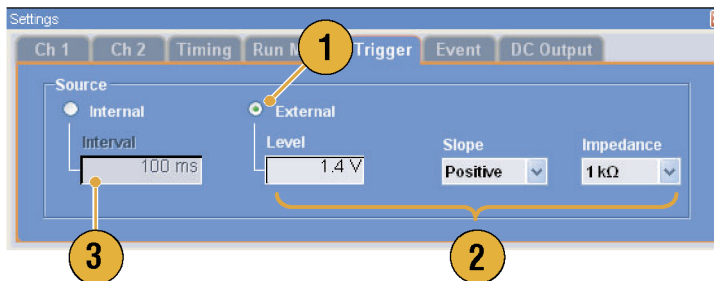 Settings
Ch 1 Ch 2 Timing Run M 1 Trigger Event DC Output
Source
Internal External
Interval Level Slope Impedance
100 ms 1.4 V Positive 1 kΩ
3 2